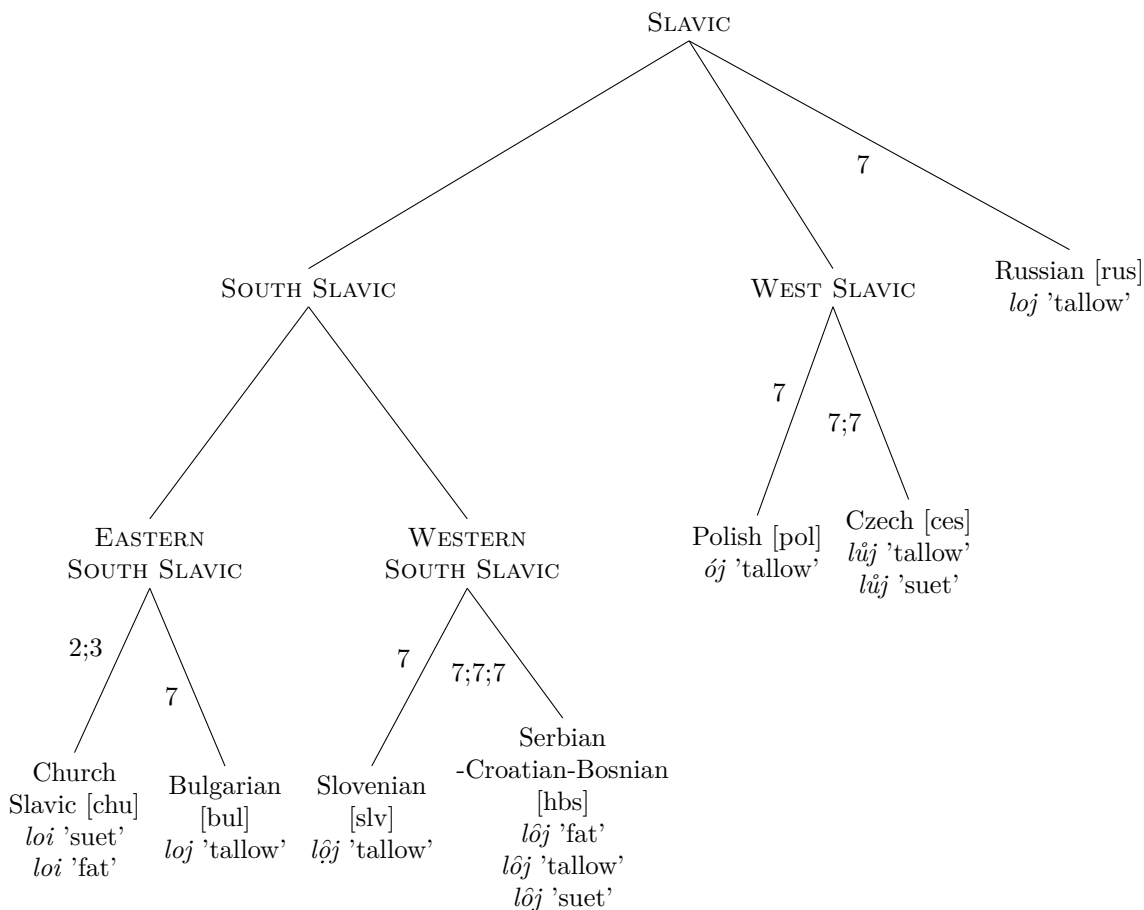 SLAVIC
7
SOUTH SLAVIC
WEST SLAVIC
Russian [rus]
loj 'tallow'
7
7;7
EASTERN
SOUTH SLAVIC
WESTERN
SOUTH SLAVIC
Polish [pol]
ój 'tallow'
Czech [ces]
lůj 'tallow'
lůj 'suet'
2;3
7
7
7;7;7
Church
Slavic [chu]
loi 'suet'
loi 'fat'
Bulgarian
[bul]
loj 'tallow'
Slovenian
[slv]
lộj 'tallow'
Serbian
-Croatian-Bosnian
[hbs]
lȏj 'fat'
lȏj 'tallow'
lȏj 'suet'